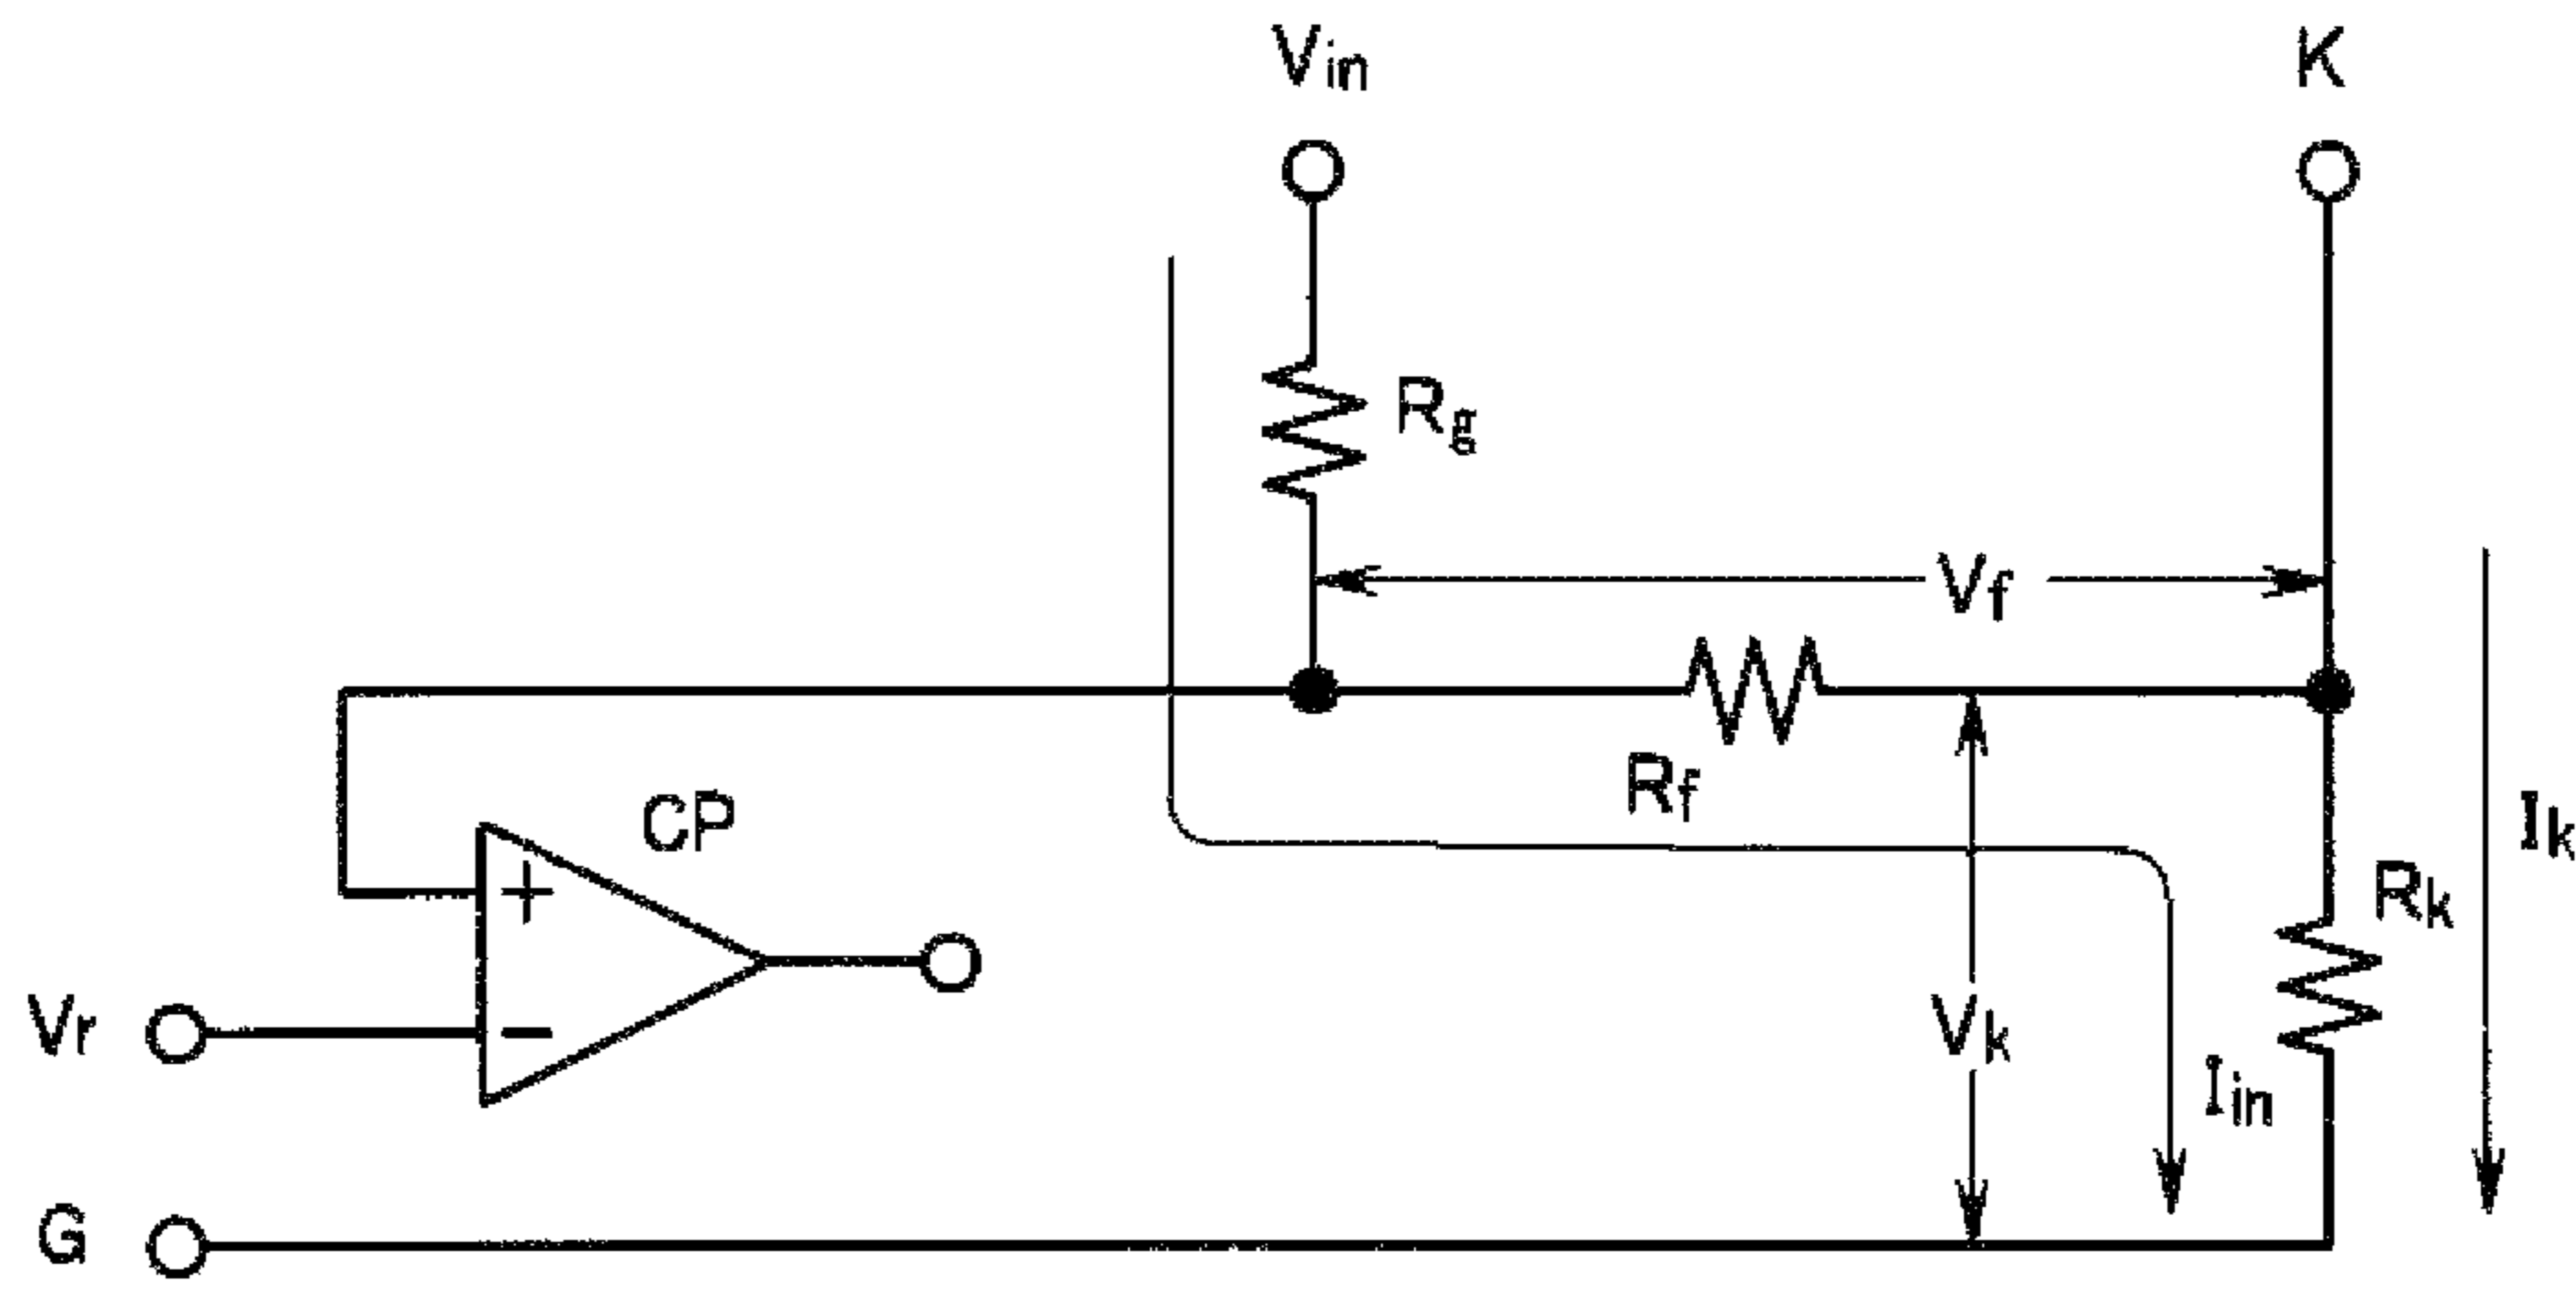 Vin
K
Rg
Vf
Rf
CP
+
Ik
Rk
Vr
−
Vk
Iin
G